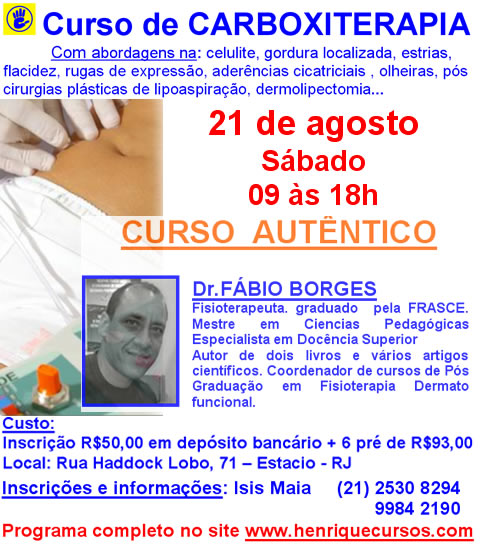 Curso de CARBOXITERAPIA
Com abordagens na: celulite, gordura localizada, estrias,
flacidez, rugas de expressão, aderências cicatriciais , olheiras, pós
cirurgias plásticas de lipoaspiração, dermolipectomia...
21 de agosto
Sábado
09 às 18h
CURSO AUTÊNTICO
Dr.FÁBIO BORGES
Fisioterapeuta. graduado pela FRASCE.
Mestre em Ciencias Pedagógicas
Especialista em Docência Superior
Autor de dois livros e vários artigos
científicos. Coordenador de cursos de Pós
Graduação em Fisioterapia Dermato
funcional.
Custo:
Inscrição R$50,00 em depósito bancário + 6 pré de R$93,00
Local: Rua Haddock Lobo, 71 – Estacio - RJ
Inscrições e informações: Isis Maia (21) 2530 8294
9984 2190
Programa completo no site www.henriquecursos.com